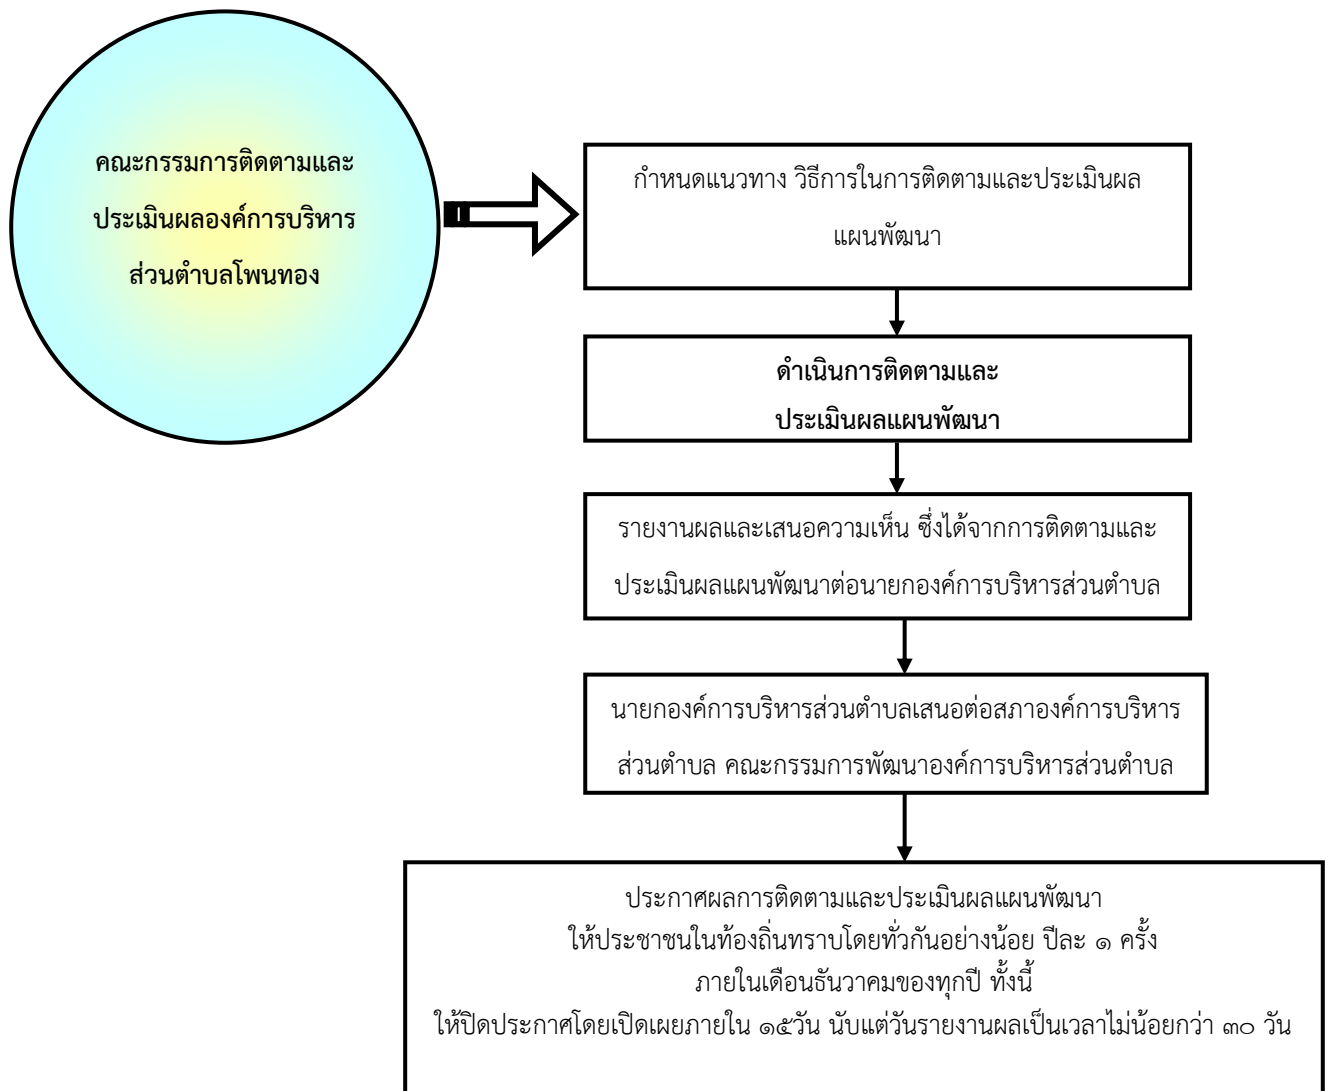 คณะกรรมการติดตามและ
ประเมินผลองค์การบริหาร
ส่วนตำบลโพนทอง
กำหนดแนวทาง วิธีการในการติดตามและประเมินผล
แผนพัฒนา
ดำเนินการติดตามและ
ประเมินผลแผนพัฒนา
รายงานผลและเสนอความเห็น ซึ่งได้จากการติดตามและ
ประเมินผลแผนพัฒนาต่อนายกองค์การบริหารส่วนตำบล
นายกองค์การบริหารส่วนตำบลเสนอต่อสภาองค์การบริหาร
ส่วนตำบล คณะกรรมการพัฒนาองค์การบริหารส่วนตำบล
ประกาศผลการติดตามและประเมินผลแผนพัฒนา
ให้ประชาชนในท้องถิ่นทราบโดยทั่วกันอย่างน้อย ปีละ ๑ ครั้ง
ภายในเดือนธันวาคมของทุกปี ทั้งนี้
ให้ปิดประกาศโดยเปิดเผยภายใน ๑๕วัน นับแต่วันรายงานผลเป็นเวลาไม่น้อยกว่า ๓๐ วัน